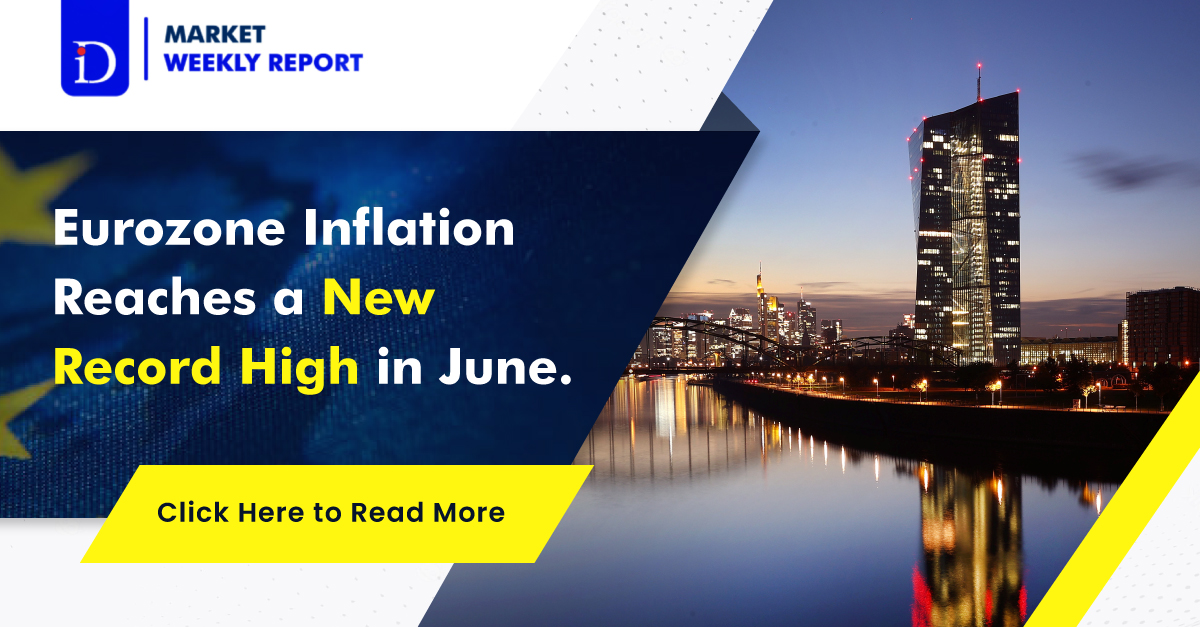 iD
MARKET
WEEKLY REPORT
Eurozone Inflation
Reaches a New
Record High in June.
Click Here to Read More